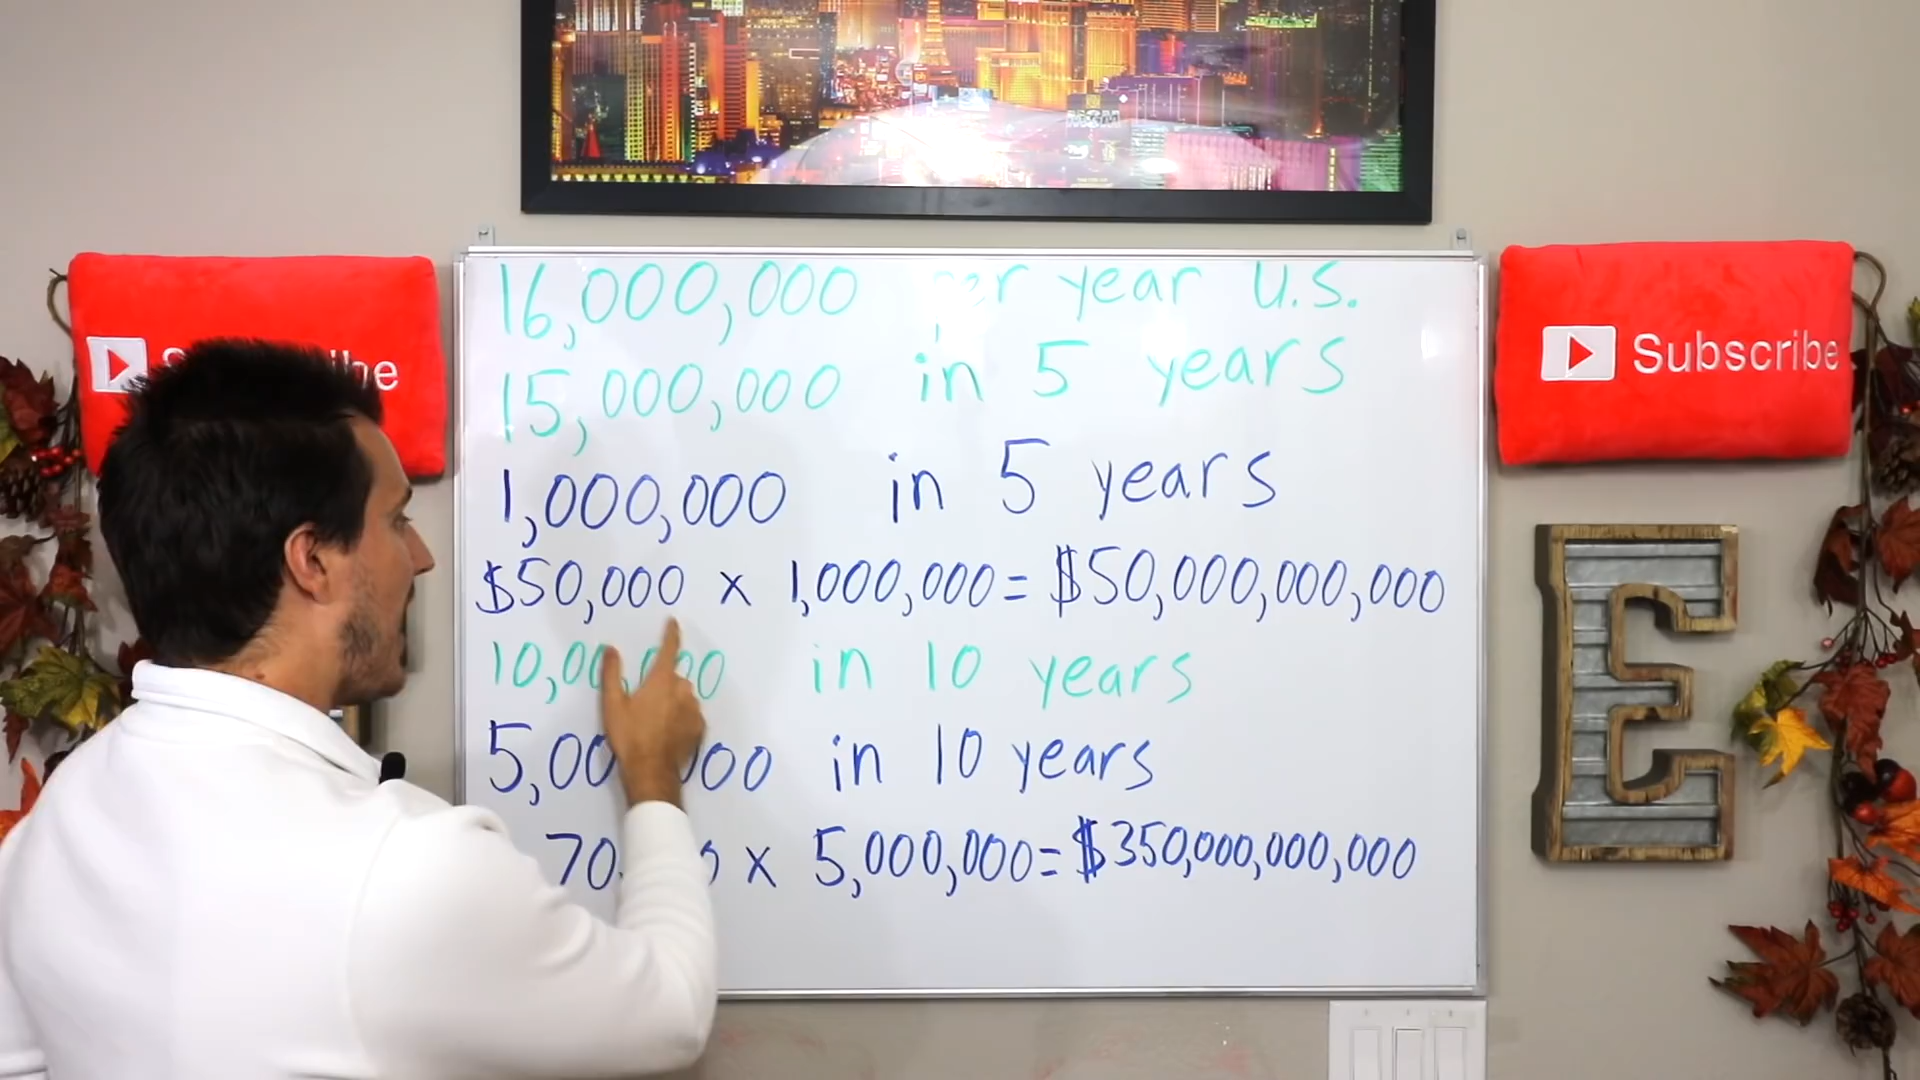 16,000,000 per year U.S.
15,000,000 in 5 years
1,000,000 in 5 years
$50,000 x 1,000,000 = $50,000,000,000
in 10 years
in 10 years
x 5,000,000 = $350,000,000,000
Subscribe
Subscribe
E